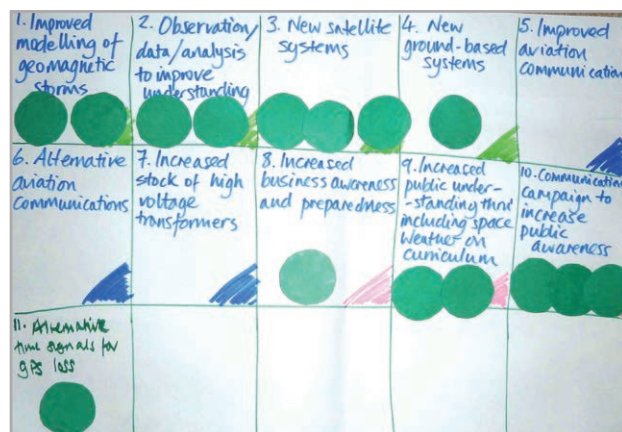 1. Improved
modelling of
geomagnetic
storms
2. Observation/
data/analysis
to improve
understanding
3. New satellite
systems
4. New
ground-based
systems
5. Improved
aviation
communication
6. Alternative
aviation
communications
7. Increased
stock of high
voltage
transformers
8. Increased
business awareness
and preparedness
9. Increased
public under-
-standing thro'
including space
weather on
curriculum
10. Communication
campaign to
increase
public
awareness
11. Alternative
time signals for
gps loss